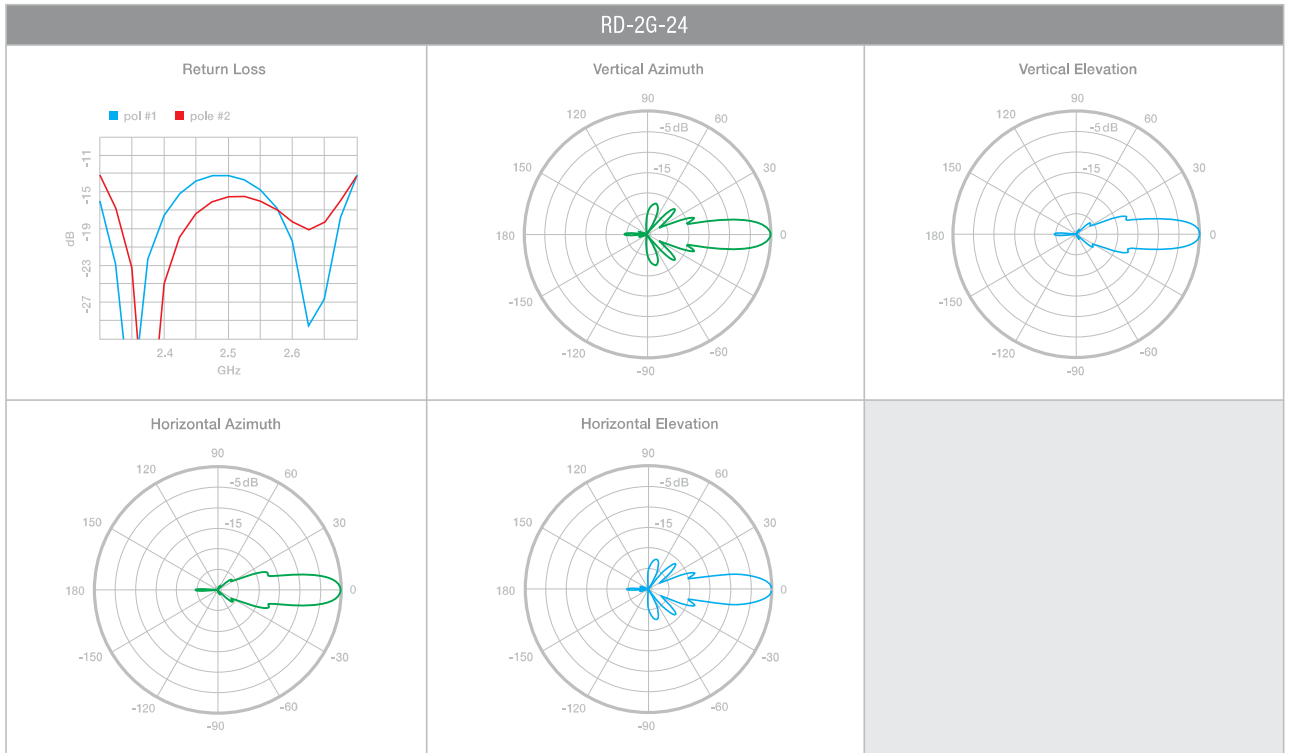 RD-2G-24
Return Loss
pol #1 pole #2
-11
-15
-19
-23
-27
dB
2.4 2.5 2.6
GHz
Vertical Azimuth
90
120 60
-5 dB
150 30
-15
180 0
-150
-120 -60
-90
Vertical Elevation
90
120 60
-5 dB
150 30
-15
180 0
-150
-120 -60
-90
Horizontal Azimuth
90
120 60
-5 dB
150 30
-15
180 0
-150 -30
-120 -60
-90
Horizontal Elevation
90
120 60
-5 dB
150 30
-15
180 0
-150 -30
-120 -60
-90